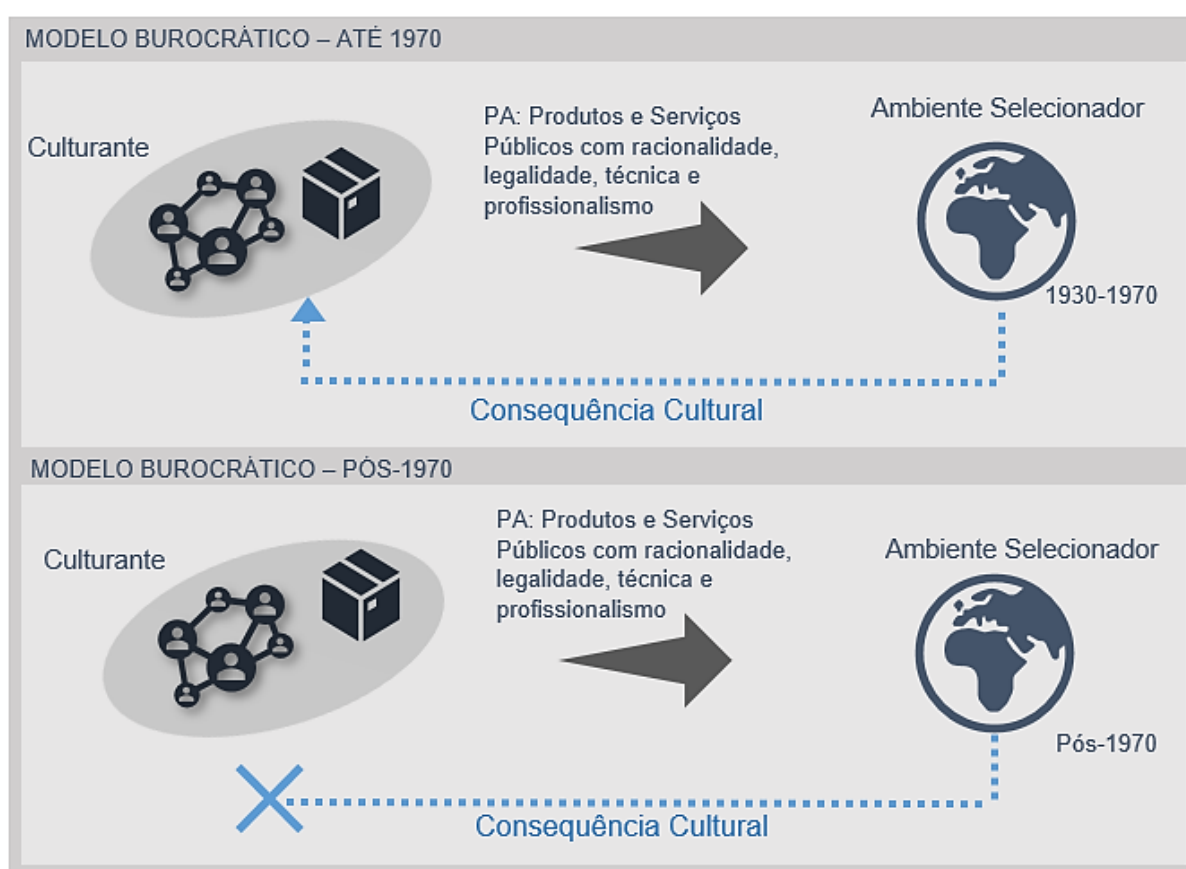 MODELO BUROCRÁTICO – ATÉ 1970
Culturante
PA: Produtos e Serviços
Públicos com racionalidade,
legalidade, técnica e
profissionalismo
Ambiente Selecionador
1930-1970
Consequência Cultural
MODELO BUROCRÁTICO – PÓS-1970
Culturante
PA: Produtos e Serviços
Públicos com racionalidade,
legalidade, técnica e
profissionalismo
Ambiente Selecionador
Pós-1970
Consequência Cultural